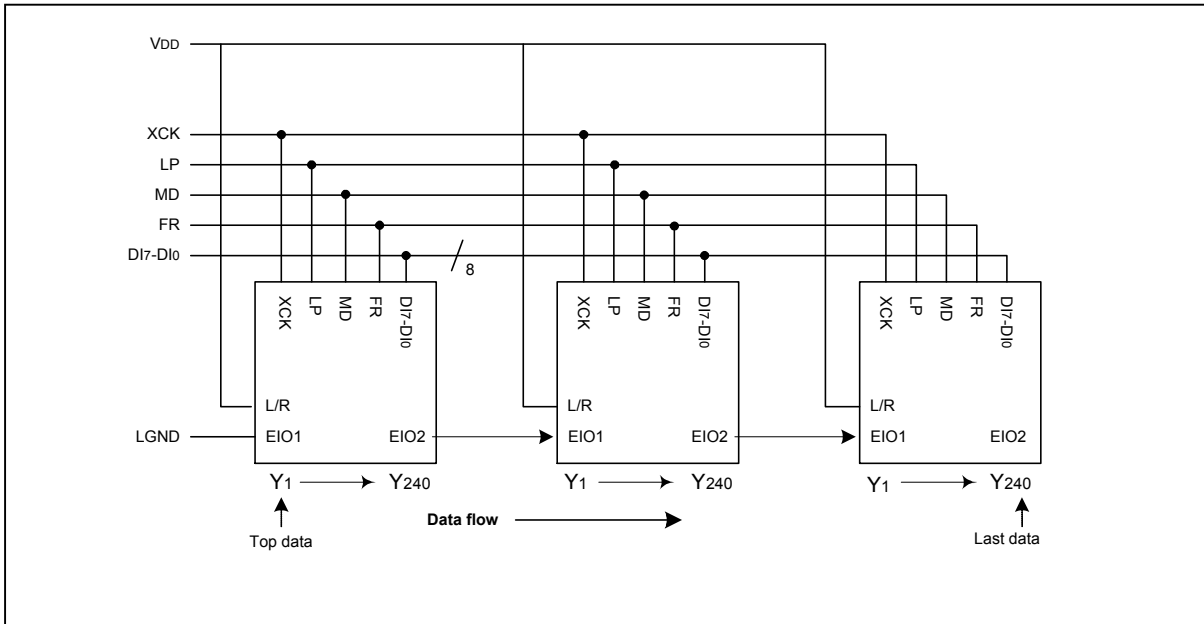 VDD
XCK
LP
MD
FR
DI7-DI0
8
XCK LP MD FR DI7-DI0
XCK LP MD FR DI7-DI0
XCK LP MD FR DI7-DI0
L/R
L/R
L/R
LGND
EIO1 EIO2
EIO1 EIO2
EIO1 EIO2
Y1 Y240
Y1 Y240
Y1 Y240
Data flow
Top data
Last data